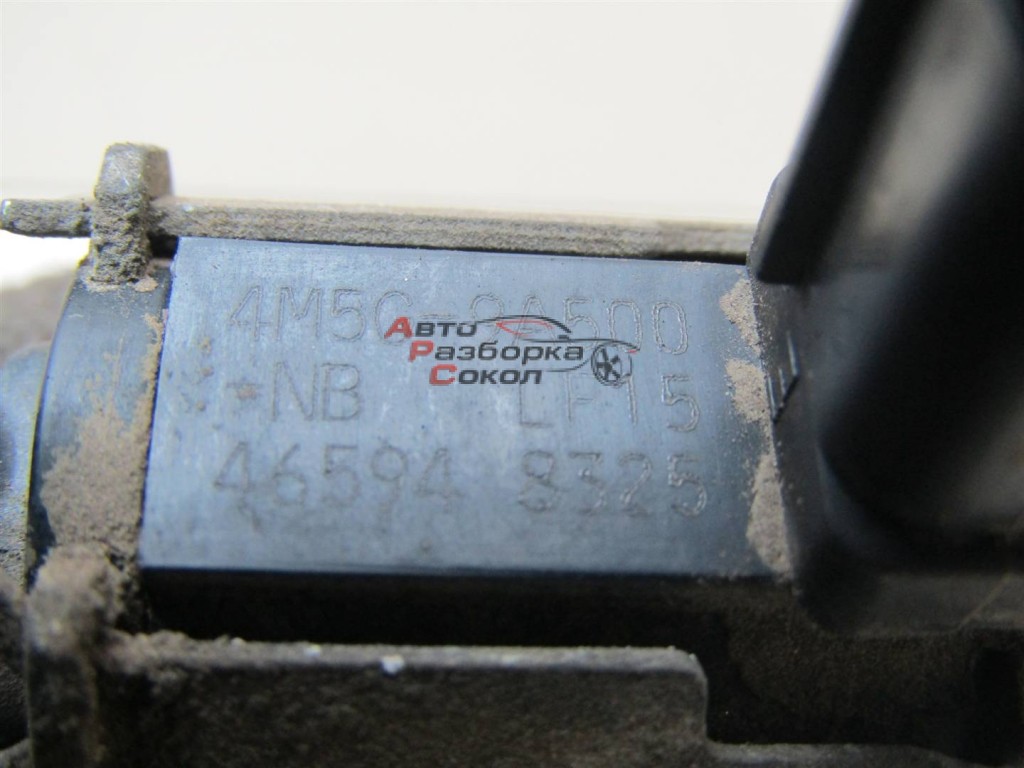 4M5G-9A500
АВТО
РАЗБОРКА
СОКОЛ
NB LF15
46594 8325